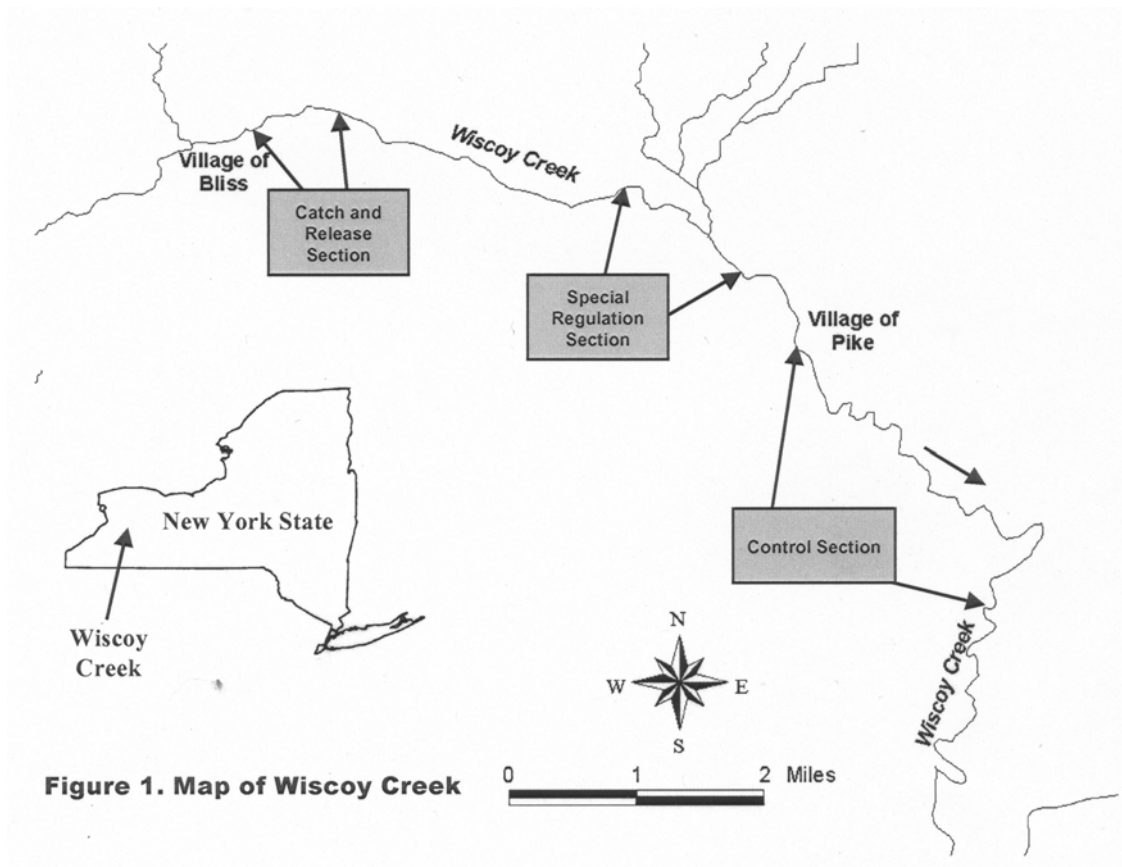 Wiscoy Creek
Village of
Bliss
Catch and
Release
Section
Special
Regulation
Section
Village of
Pike
New York State
Control Section
Wiscoy
Creek
N
W
E
S
Wiscoy Creek
0 1 2 Miles
Figure 1. Map of Wiscoy Creek